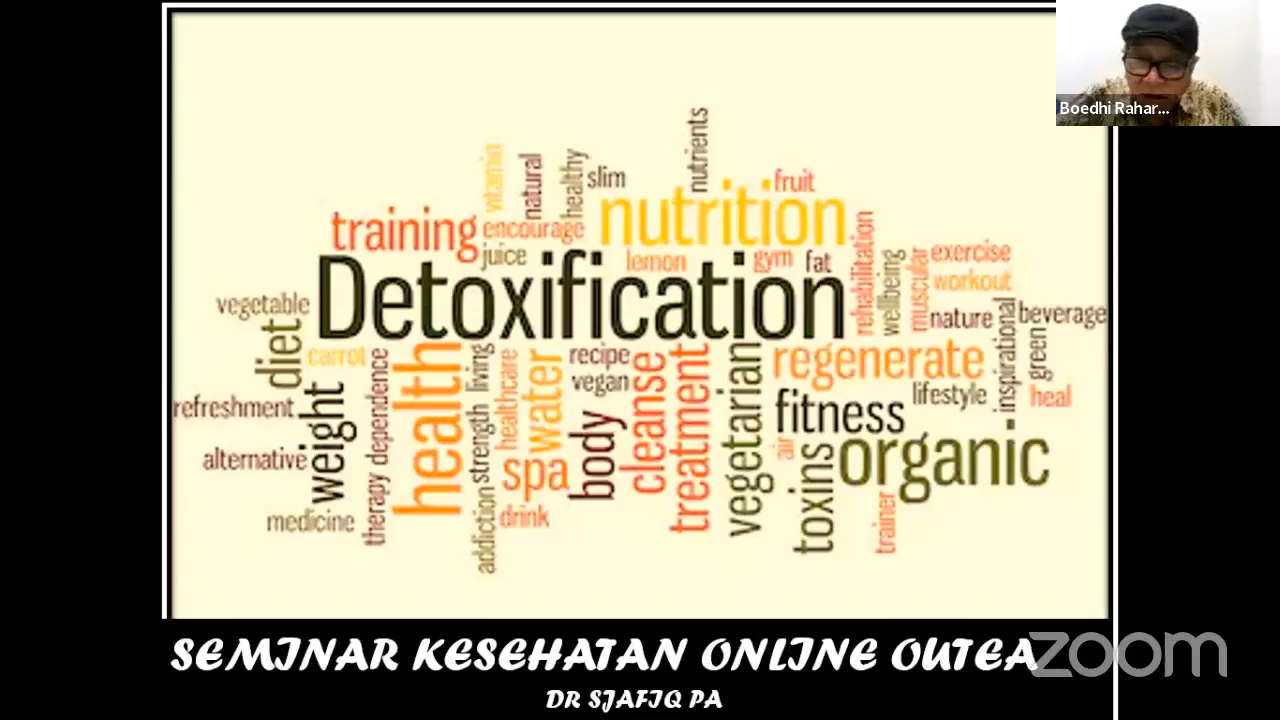 Boedhi Rahar...
nutrients
vitamin
natural
healthy
slim
fruit
nutrition
training
encourage
juice
lemon
gym
fat
rehabilitation
wellbeing
muscular
exercise
workout
Detoxification
vegetable
nature
inspirational
beverage
green
diet
carrot
dependence
health
living
healthcare
water
recipe
vegan
cleanse
treatment
vegetarian
regenerate
lifestyle
heal
refreshment
weight
strength
body
fitness
air
organic
alternative
spa
toxins
medicine
therapy
addiction
drink
trainer
SEMINAR KESEHATAN ONLINE OUTEA
zoom
DR SJAFIQ PA